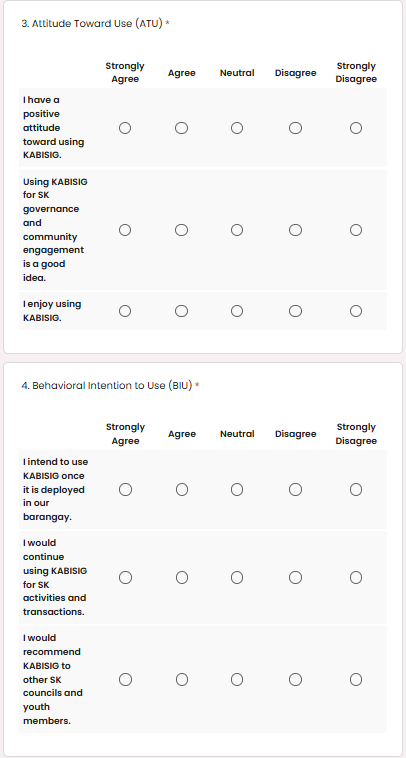 3. Attitude Toward Use (ATU) *
Strongly Agree Agree Neutral Disagree Strongly Disagree
I have a
positive
attitude
toward using
KABISIG.
Using KABISIG
for SK
governance
and
community
engagement
is a good
idea.
I enjoy using
KABISIG.
4. Behavioral Intention to Use (BIU) *
Strongly Agree Agree Neutral Disagree Strongly Disagree
I intend to use
KABISIG once
it is deployed
in our
barangay.
I would
continue
using KABISIG
for SK
activities and
transactions.
I would
recommend
KABISIG to
other SK
councils and
youth
members.